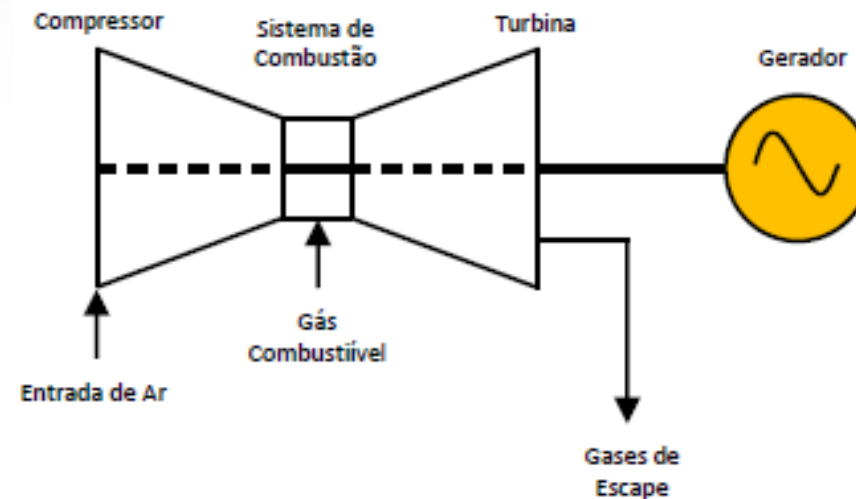 Compressor
Sistema de
Combustão
Turbina
Gerador
Gás
Combustiível
Entrada de Ar
Gases de
Escape